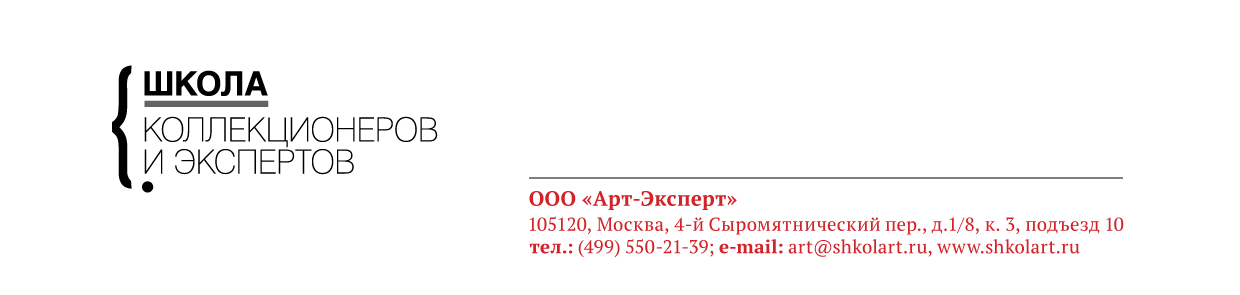 ШКОЛА
КОЛЛЕКЦИОНЕРОВ
И ЭКСПЕРТОВ
ООО «Арт-Эксперт»
105120, Москва, 4-й Сыромятнический пер., д.1/8, к. 3, подъезд 10
тел.: (499) 550-21-39; e-mail: art@shkolart.ru, www.shkolart.ru